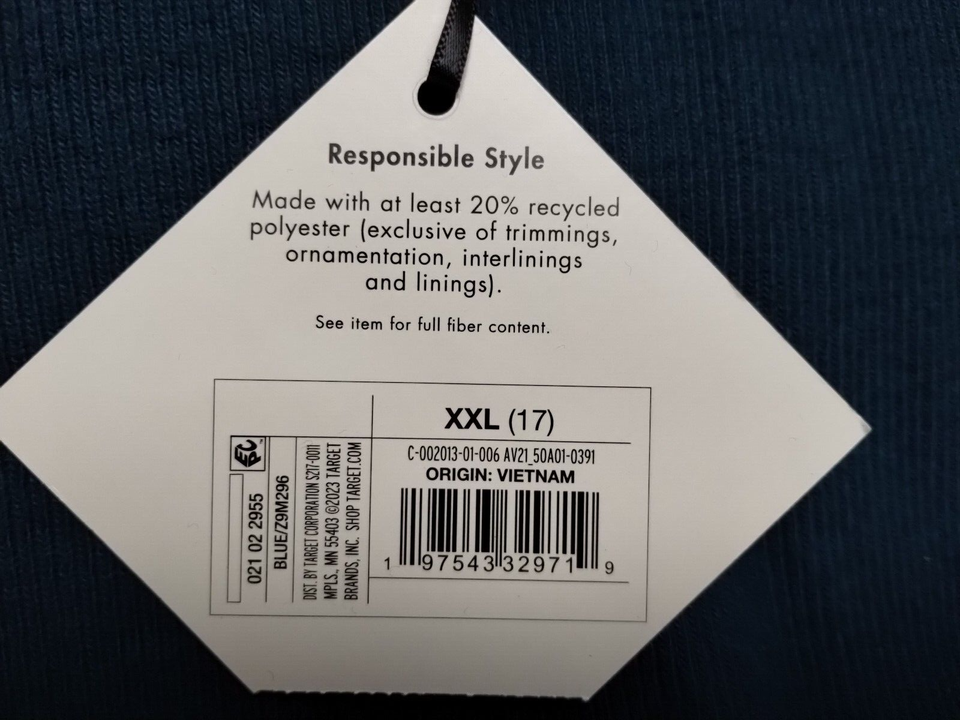 Responsible Style
Made with at least 20% recycled
polyester (exclusive of trimmings,
ornamentation, interlinings
and linings).
See item for full fiber content.
XXL (17)
C-002013-01-006 AV21_50A01-0391
ORIGIN: VIETNAM
1 97543 32971 9
EPC
021 02 2955
BLUE/Z9M296
DIST. BY TARGET CORPORATION S217-0011
MPLS., MN 55403 ©2023 TARGET
BRANDS, INC. SHOP TARGET.COM